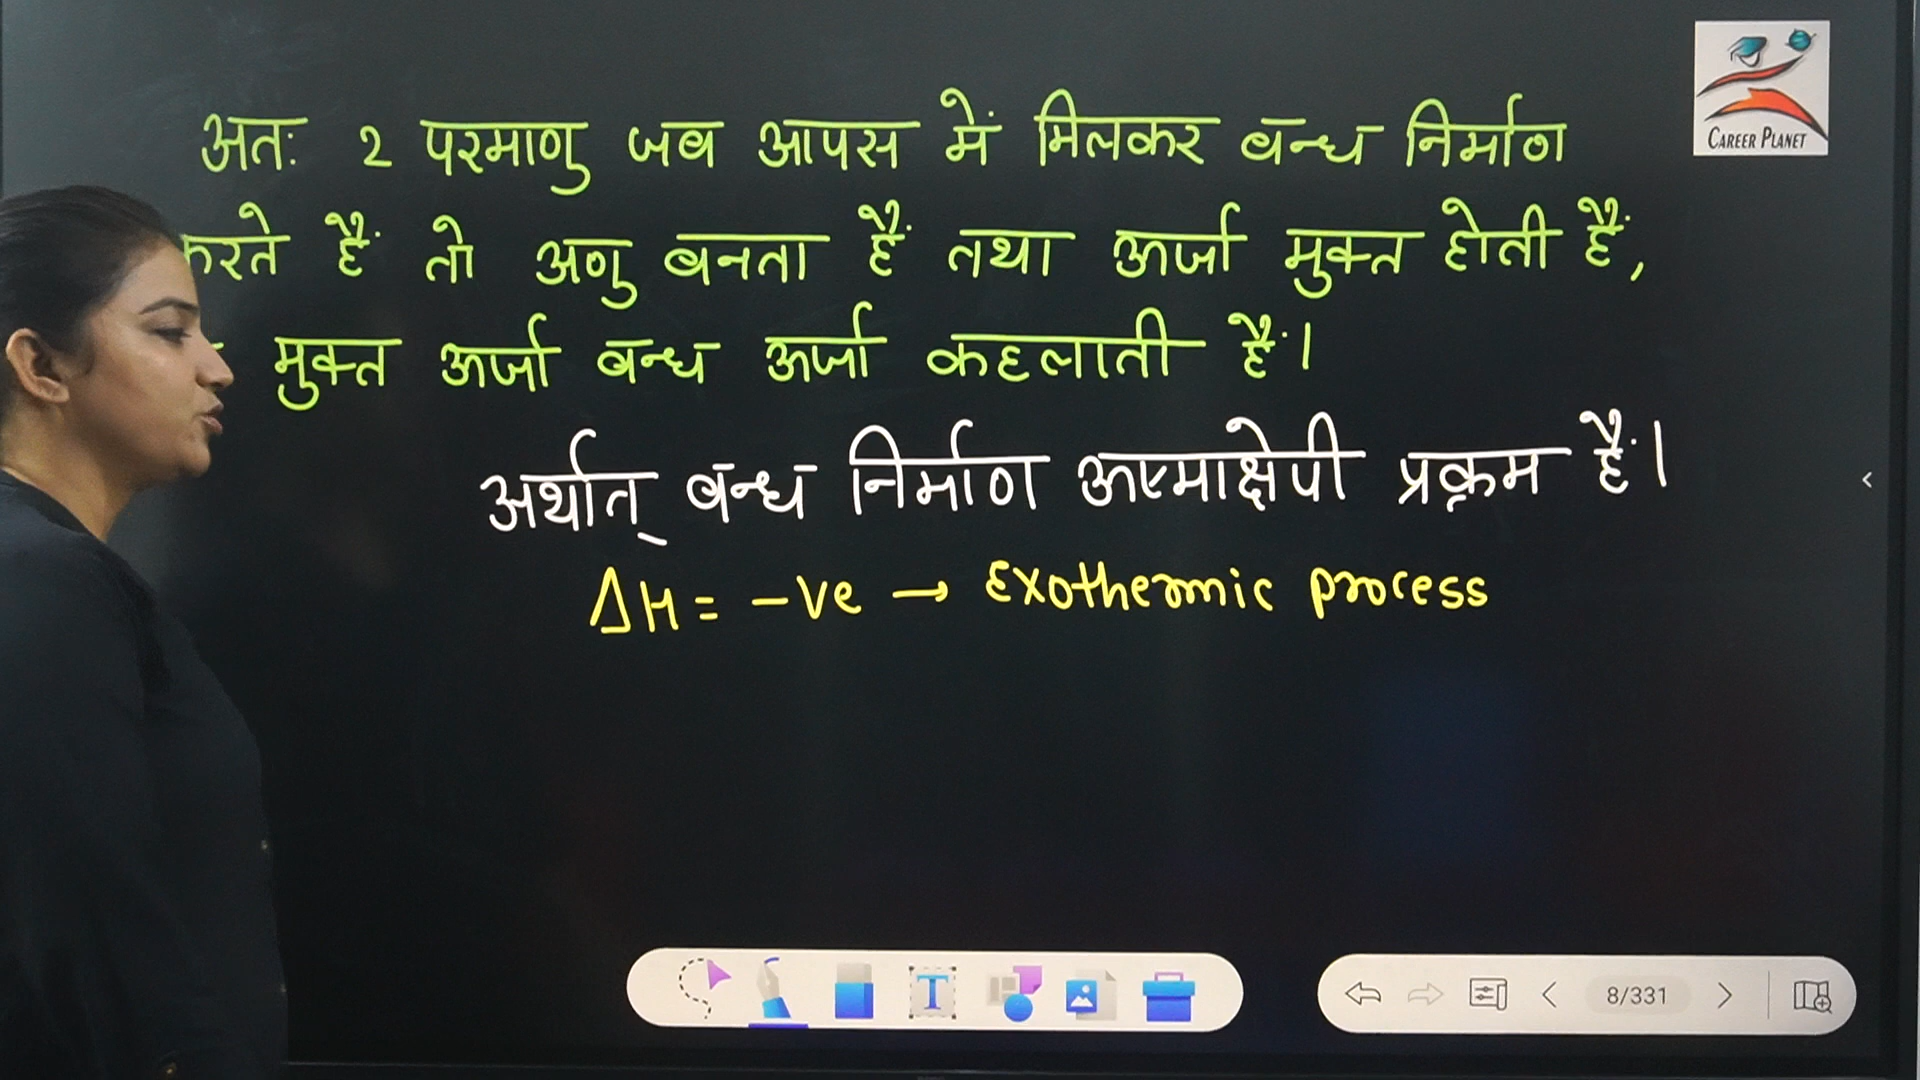 अतः 2 परमाणु जब आपस में मिलकर बन्ध निर्माण
करते हैं तो अणु बनता हैं तथा ऊर्जा मुक्त होती हैं,
मुक्त ऊर्जा बन्ध ऊर्जा कहलाती हैं।
अर्थात् बन्ध निर्माण ऊष्माक्षेपी प्रक्रम हैं।
ΔH = -ve → Exothermic process
CAREER PLANET
T
8/331